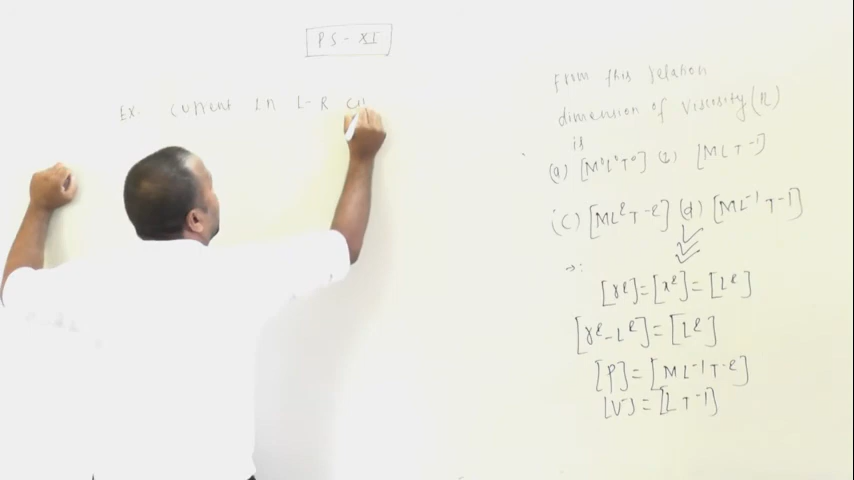 PS - XI
Ex. Current In L-R Cir
From this relation
dimension of viscosity (η)
is
(a) [M⁰L⁰T⁰] (b) [MLT⁻¹]
(c) [ML²T⁻²] (d) [ML⁻¹T⁻¹]
→:
[r²]=[x²]=[L²]
[r²-L²]=[L²]
[P]=[ML⁻¹T⁻²]
[V]=[LT⁻¹]